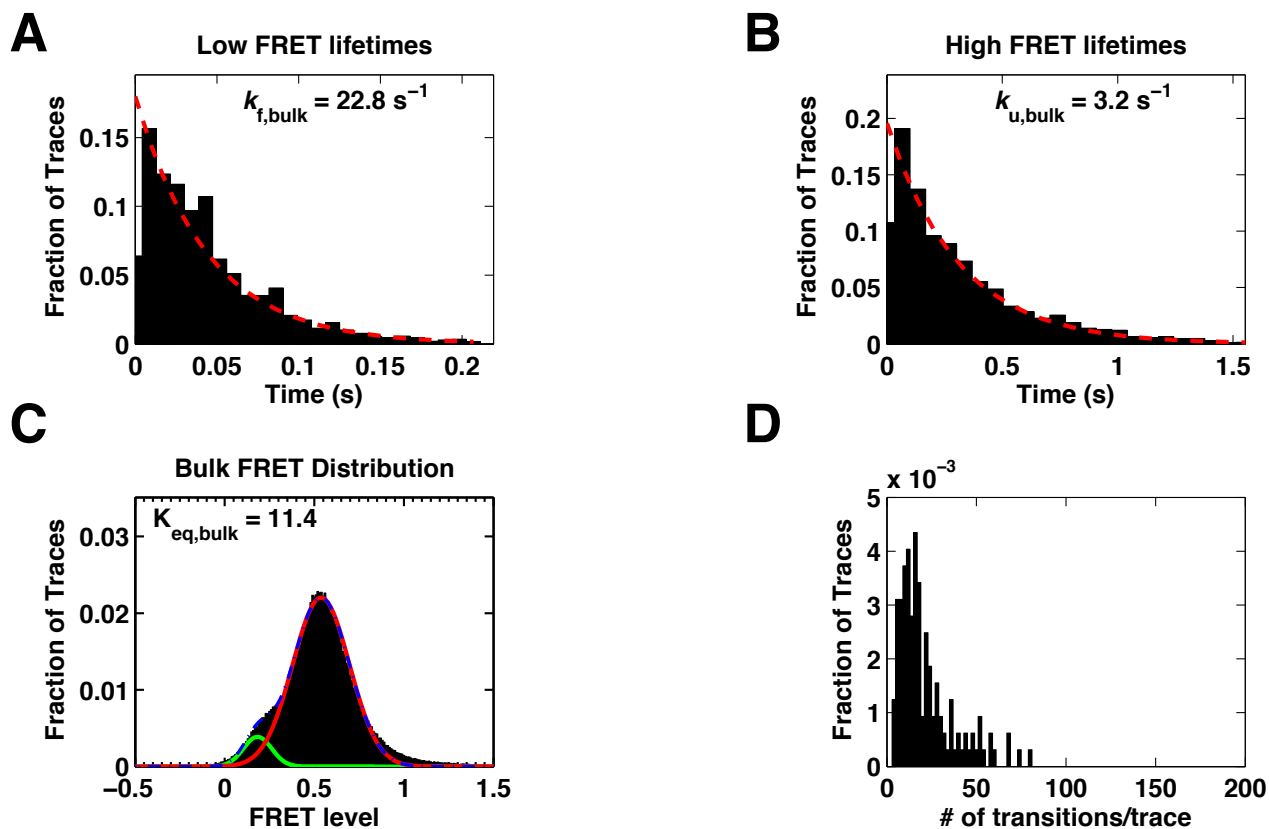 A
Low FRET lifetimes
k f,bulk = 22.8 s−1
Fraction of Traces
0.15
0.1
0.05
0
0 0.05 0.1 0.15 0.2
Time (s)
B
High FRET lifetimes
k u,bulk = 3.2 s−1
Fraction of Traces
0.2
0.15
0.1
0.05
0
0 0.5 1 1.5
Time (s)
C
Bulk FRET Distribution
K eq,bulk = 11.4
Fraction of Traces
0.03
0.02
0.01
0
−0.5 0 0.5 1 1.5
FRET level
D
x 10−3
Fraction of Traces
5
4
3
2
1
0
0 50 100 150 200
# of transitions/trace